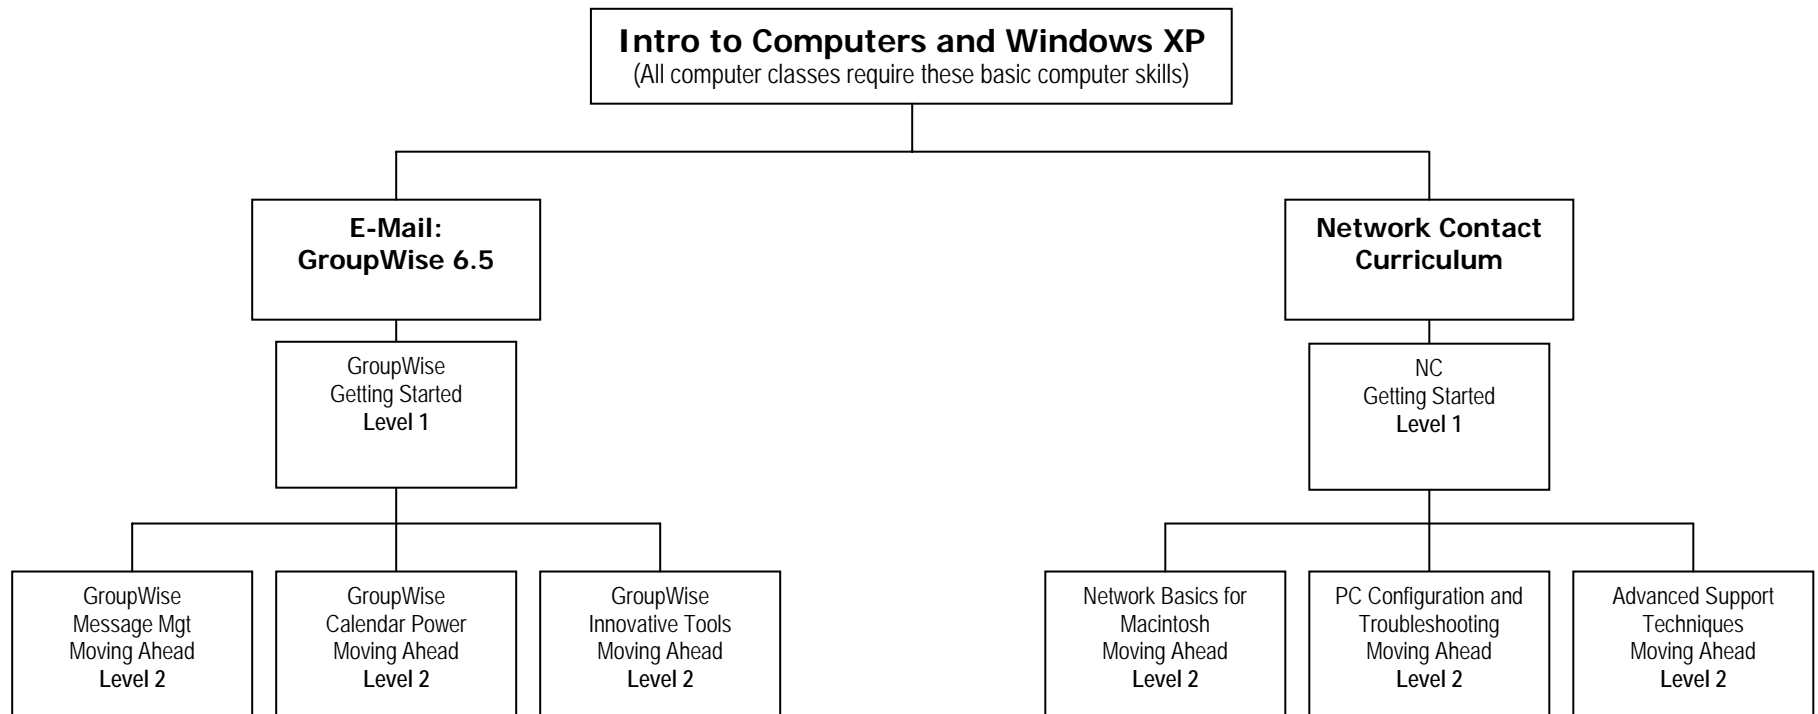 Intro to Computers and Windows XP
(All computer classes require these basic computer skills)
E-Mail:
GroupWise 6.5
Network Contact
Curriculum
GroupWise
Getting Started
Level 1
NC
Getting Started
Level 1
GroupWise
Message Mgt
Moving Ahead
Level 2
GroupWise
Calendar Power
Moving Ahead
Level 2
GroupWise
Innovative Tools
Moving Ahead
Level 2
Network Basics for
Macintosh
Moving Ahead
Level 2
PC Configuration and
Troubleshooting
Moving Ahead
Level 2
Advanced Support
Techniques
Moving Ahead
Level 2